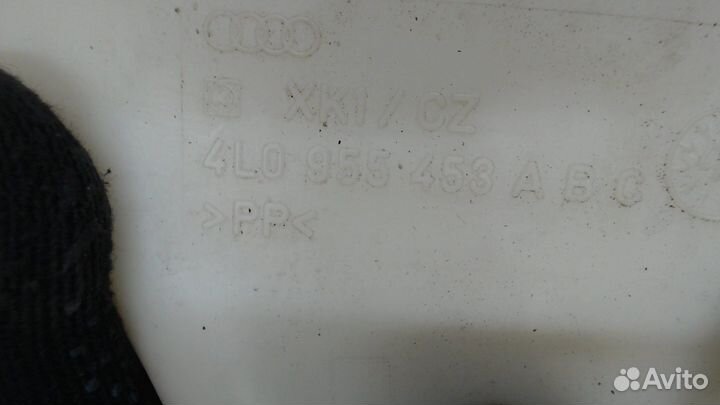 XK1 / CZ
4L0 955 453 A B C
>PP<
Avito